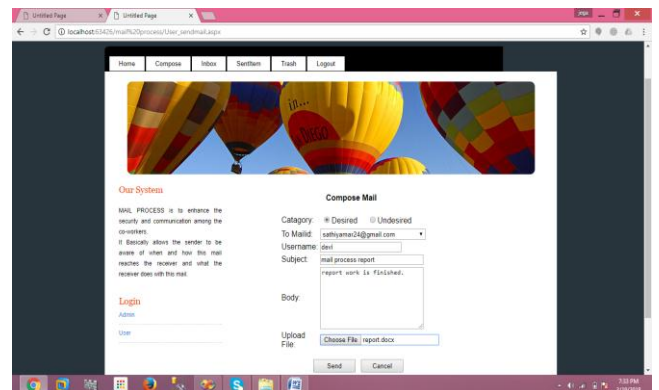 Untitled Page
Untitled Page
localhost:63426/mail%20process/User_sendmail.aspx
Home Compose Inbox SentItem Trash Logout
in...
DIEGO
Our System
MAIL PROCESS is to enhance the
security and communication among the
co-workers.
It Basically allows the sender to be
aware of when and how this mail
reaches the receiver and what the
receiver does with this mail.
Login
Admin
User
Compose Mail
Catagory: Desired Undesired
To Mailid: sathiyamai24@gmail.com
Username: devi
Subject: mail process report
Body: report work is finished.
Upload File: Choose File report.docx
Send Cancel
7:33 PM